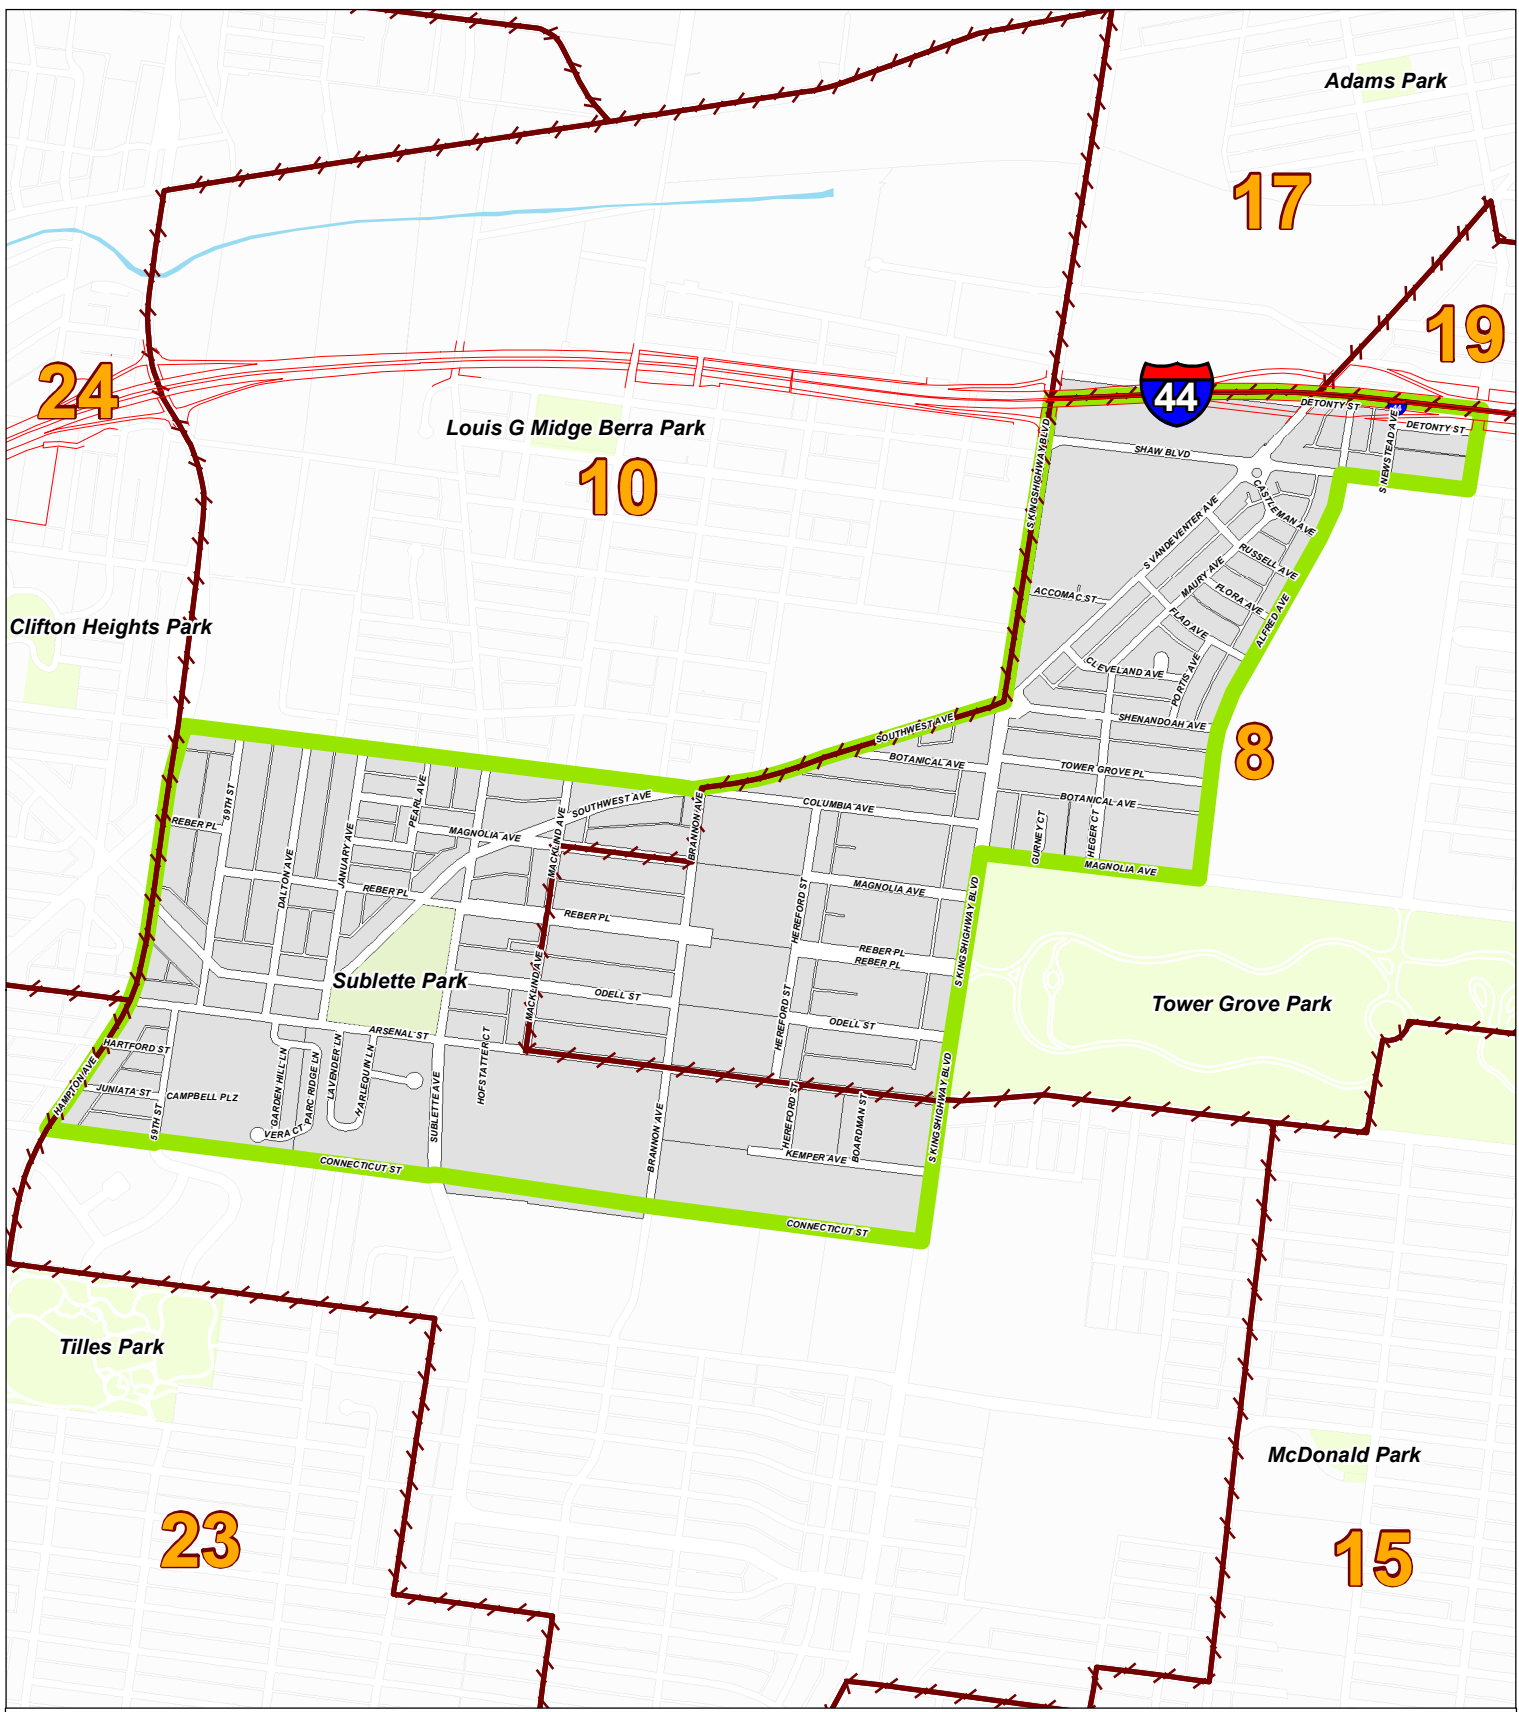 Adams Park
17
19
24
44
DETONTY ST
DETONTY ST
S NEWSTEAD AVE
Louis G Midge Berra Park
10
S KINGSHIGHWAY BLVD
SHAW BLVD
CASTLEMAN AVE
S VANDEVENTER AVE
RUSSELL AVE
MAURY AVE
FLORA AVE
ACCOMAC ST
FLAD AVE
ALFRED AVE
Clifton Heights Park
CLEVELAND AVE
PORTIS AVE
SHENANDOAH AVE
SOUTHWEST AVE
8
BOTANICAL AVE
TOWER GROVE PL
BOTANICAL AVE
59TH ST
PEARL AVE
SOUTHWEST AVE
COLUMBIA AVE
REBER PL
MAGNOLIA AVE
MACKLIND AVE
BRANNON AVE
GURNEY CT
HEGER CT
JANUARY AVE
MAGNOLIA AVE
DALTON AVE
REBER PL
MAGNOLIA AVE
REBER PL
HEREFORD ST
S KINGSHIGHWAY BLVD
REBER PL
REBER PL
Sublette Park
MACKLIND AVE
ODELL ST
HEREFORD ST
ODELL ST
Tower Grove Park
ARSENAL ST
HARTFORD ST
HAMPTON AVE
JUNIATA ST
CAMPBELL PLZ
59TH ST
GARDEN HILL LN
PARC RIDGE LN
LAVENDER LN
HARLEQUIN LN
VERA CT
SUBLETTE AVE
HOFSTATTER CT
BRANNON AVE
HEREFORD ST
BOARDMAN ST
S KINGSHIGHWAY BLVD
KEMPER AVE
CONNECTICUT ST
CONNECTICUT ST
Tilles Park
McDonald Park
23
15